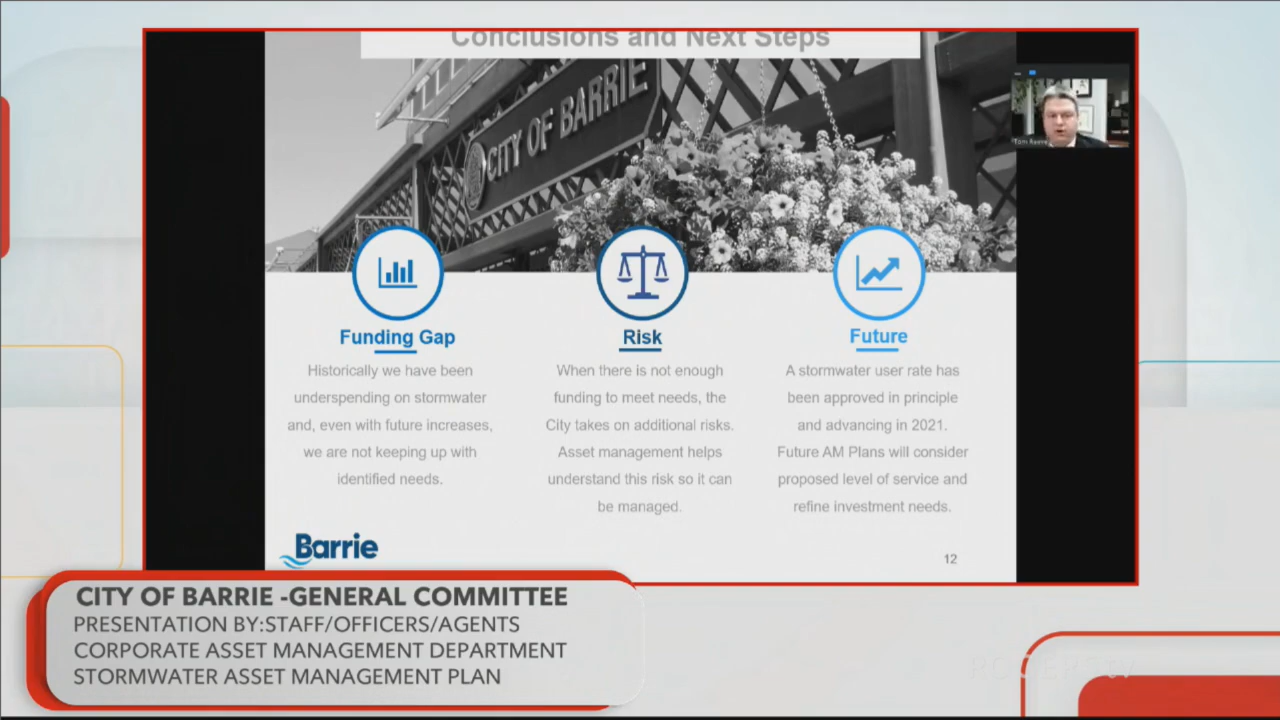 Conclusions and Next Steps
CITY OF BARRIE
Funding Gap
Historically we have been
underspending on stormwater
and, even with future increases,
we are not keeping up with
identified needs.
Risk
When there is not enough
funding to meet needs, the
City takes on additional risks.
Asset management helps
understand this risk so it can
be managed.
Future
A stormwater user rate has
been approved in principle
and advancing in 2021.
Future AM Plans will consider
proposed level of service and
refine investment needs.
Barrie
12
CITY OF BARRIE -GENERAL COMMITTEE
PRESENTATION BY:STAFF/OFFICERS/AGENTS
CORPORATE ASSET MANAGEMENT DEPARTMENT
STORMWATER ASSET MANAGEMENT PLAN